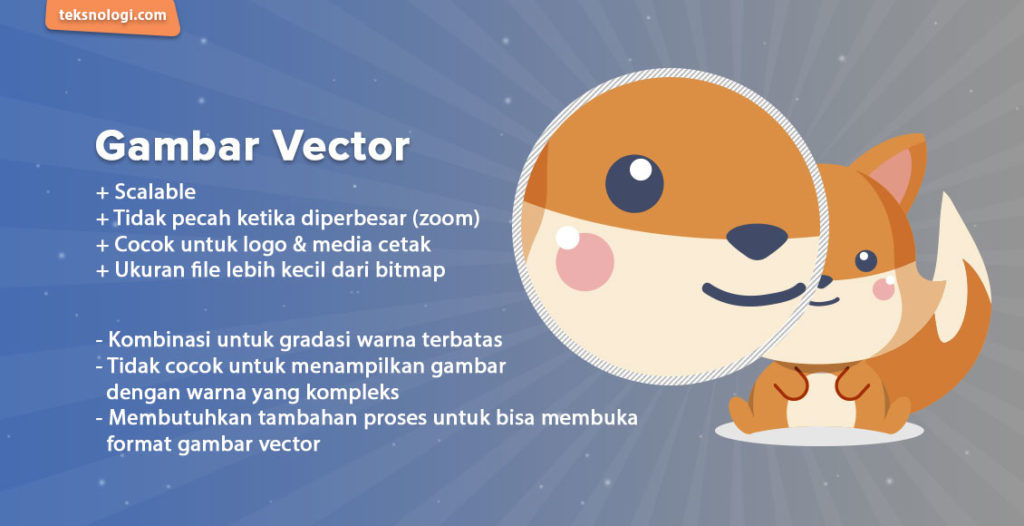 teksnologi.com
Gambar Vector
+ Scalable
+ Tidak pecah ketika diperbesar (zoom)
+ Cocok untuk logo & media cetak
+ Ukuran file lebih kecil dari bitmap
- Kombinasi untuk gradasi warna terbatas
- Tidak cocok untuk menampilkan gambar
dengan warna yang kompleks
- Membutuhkan tambahan proses untuk bisa membuka
format gambar vector